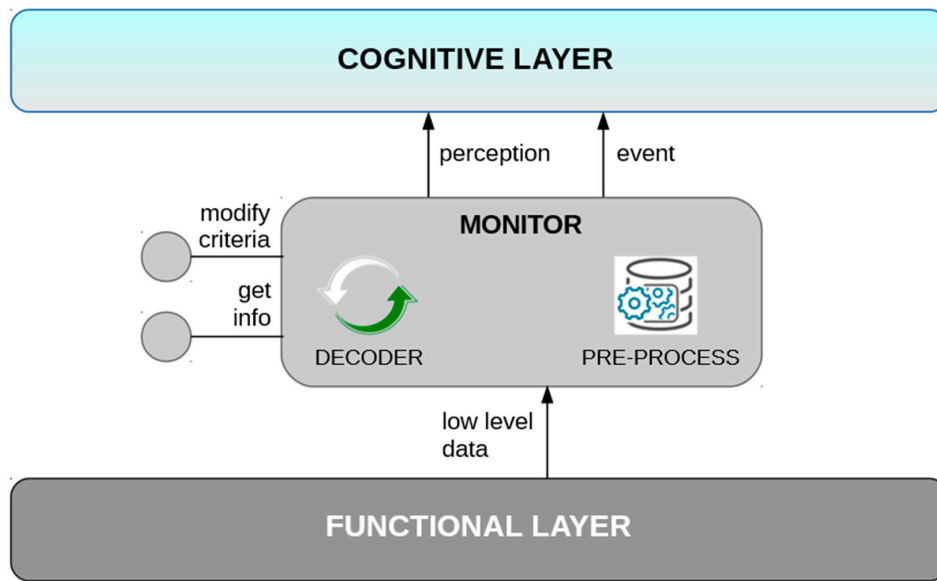 COGNITIVE LAYER
perception
event
modify
criteria
MONITOR
get
info
DECODER
PRE-PROCESS
low level
data
FUNCTIONAL LAYER